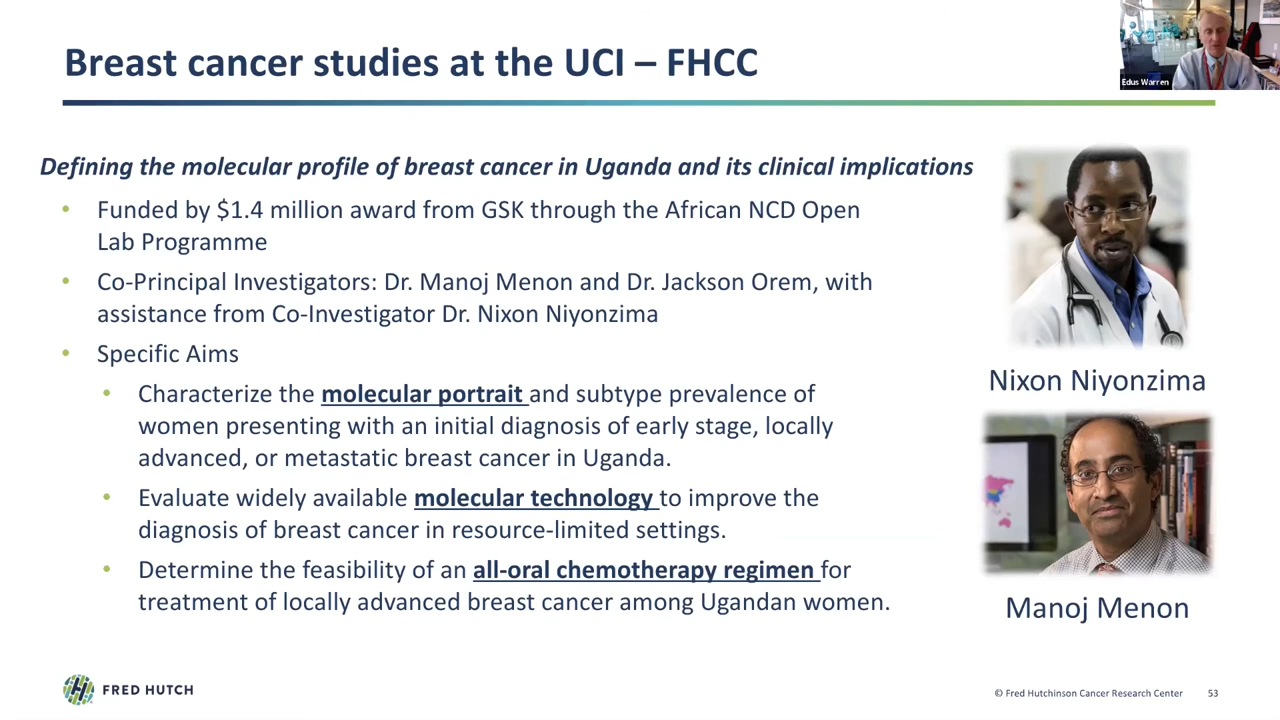 Breast cancer studies at the UCI – FHCC
Edus Warren
Defining the molecular profile of breast cancer in Uganda and its clinical implications
• Funded by $1.4 million award from GSK through the African NCD Open
Lab Programme
• Co-Principal Investigators: Dr. Manoj Menon and Dr. Jackson Orem, with
assistance from Co-Investigator Dr. Nixon Niyonzima
• Specific Aims
• Characterize the molecular portrait and subtype prevalence of
women presenting with an initial diagnosis of early stage, locally
advanced, or metastatic breast cancer in Uganda.
• Evaluate widely available molecular technology to improve the
diagnosis of breast cancer in resource-limited settings.
• Determine the feasibility of an all-oral chemotherapy regimen for
treatment of locally advanced breast cancer among Ugandan women.
Nixon Niyonzima
Manoj Menon
FRED HUTCH
© Fred Hutchinson Cancer Research Center
53